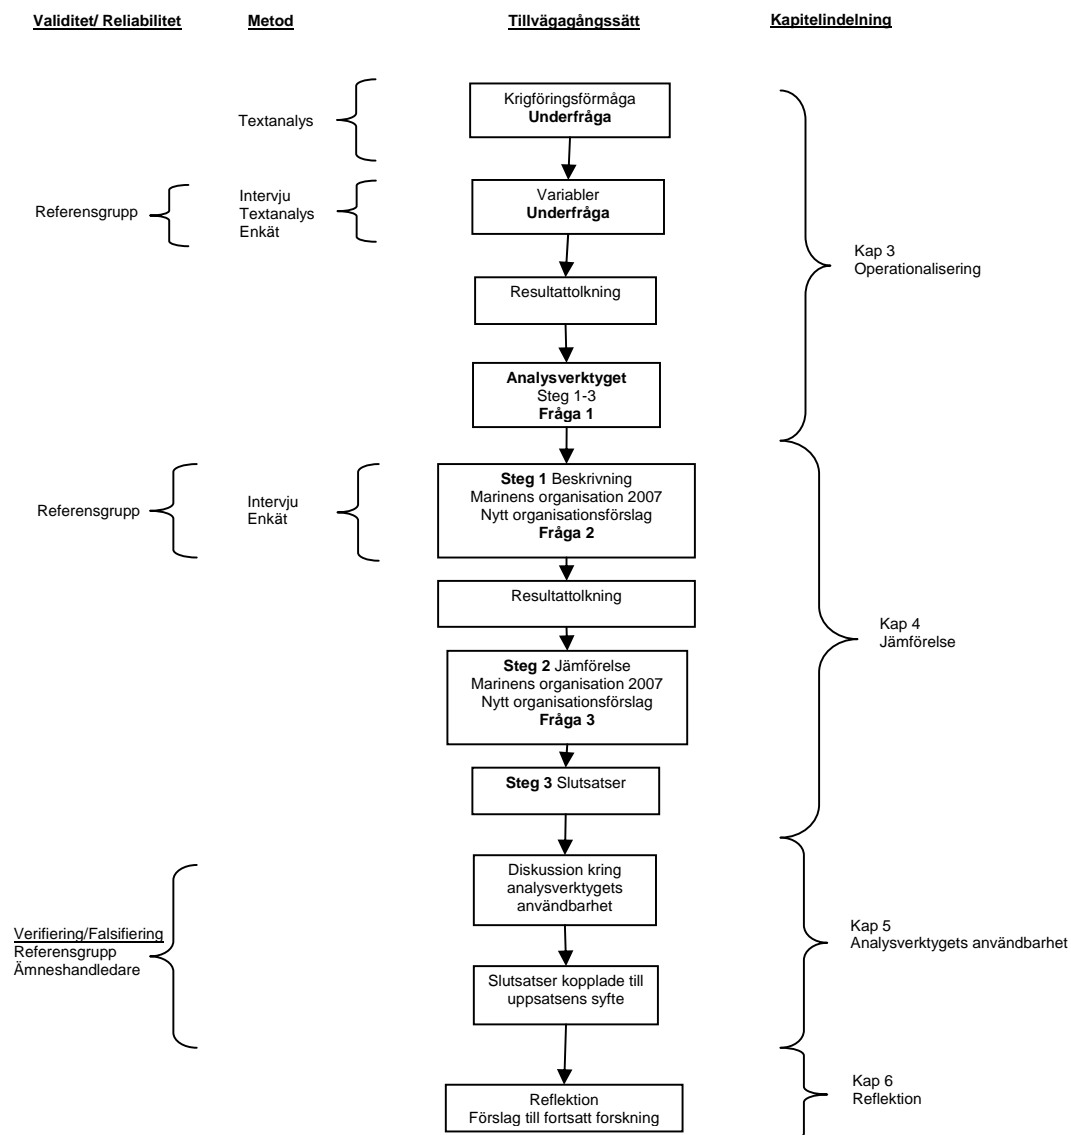 Validitet/ Reliabilitet
Metod
Tillvägagångssätt
Kapitelindelning
Textanalys
Krigföringsförmåga
Underfråga
Referensgrupp
Intervju
Textanalys
Enkät
Variabler
Underfråga
Kap 3
Operationalisering
Resultattolkning
Analysverktyget
Steg 1-3
Fråga 1
Referensgrupp
Intervju
Enkät
Steg 1 Beskrivning
Marinens organisation 2007
Nytt organisationsförslag
Fråga 2
Resultattolkning
Kap 4
Jämförelse
Steg 2 Jämförelse
Marinens organisation 2007
Nytt organisationsförslag
Fråga 3
Steg 3 Slutsatser
Diskussion kring
analysverktygets
användbarhet
Verifiering/Falsifiering
Referensgrupp
Ämneshandledare
Kap 5
Analysverktygets användbarhet
Slutsatser kopplade till
uppsatsens syfte
Reflektion
Förslag till fortsatt forskning
Kap 6
Reflektion